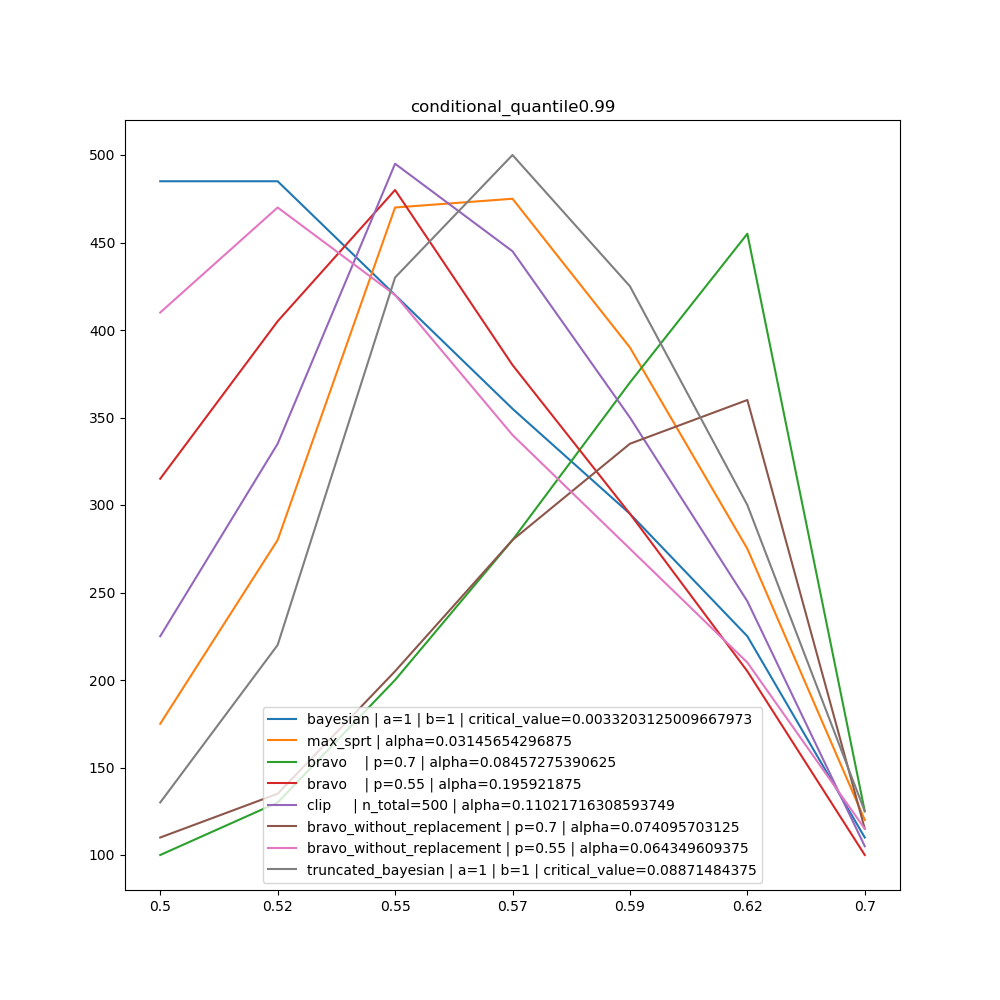 conditional_quantile0.99
500
450
400
350
300
250
200
150
100
bayesian | a=1 | b=1 | critical_value=0.0033203125009667973
max_sprt | alpha=0.03145654296875
bravo    | p=0.7 | alpha=0.08457275390625
bravo    | p=0.55 | alpha=0.195921875
clip     | n_total=500 | alpha=0.11021716308593749
bravo_without_replacement | p=0.7 | alpha=0.074095703125
bravo_without_replacement | p=0.55 | alpha=0.064349609375
truncated_bayesian | a=1 | b=1 | critical_value=0.08871484375
0.5 0.52 0.55 0.57 0.59 0.62 0.7